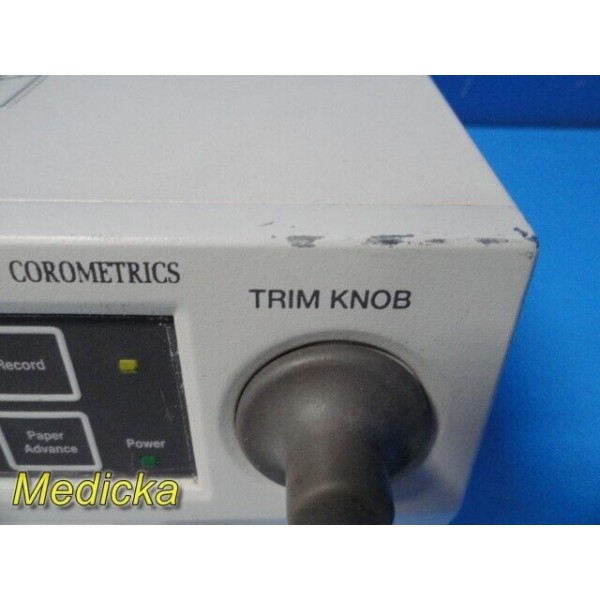 COROMETRICS
TRIM KNOB
Record
Paper
Advance
Power
Medicka